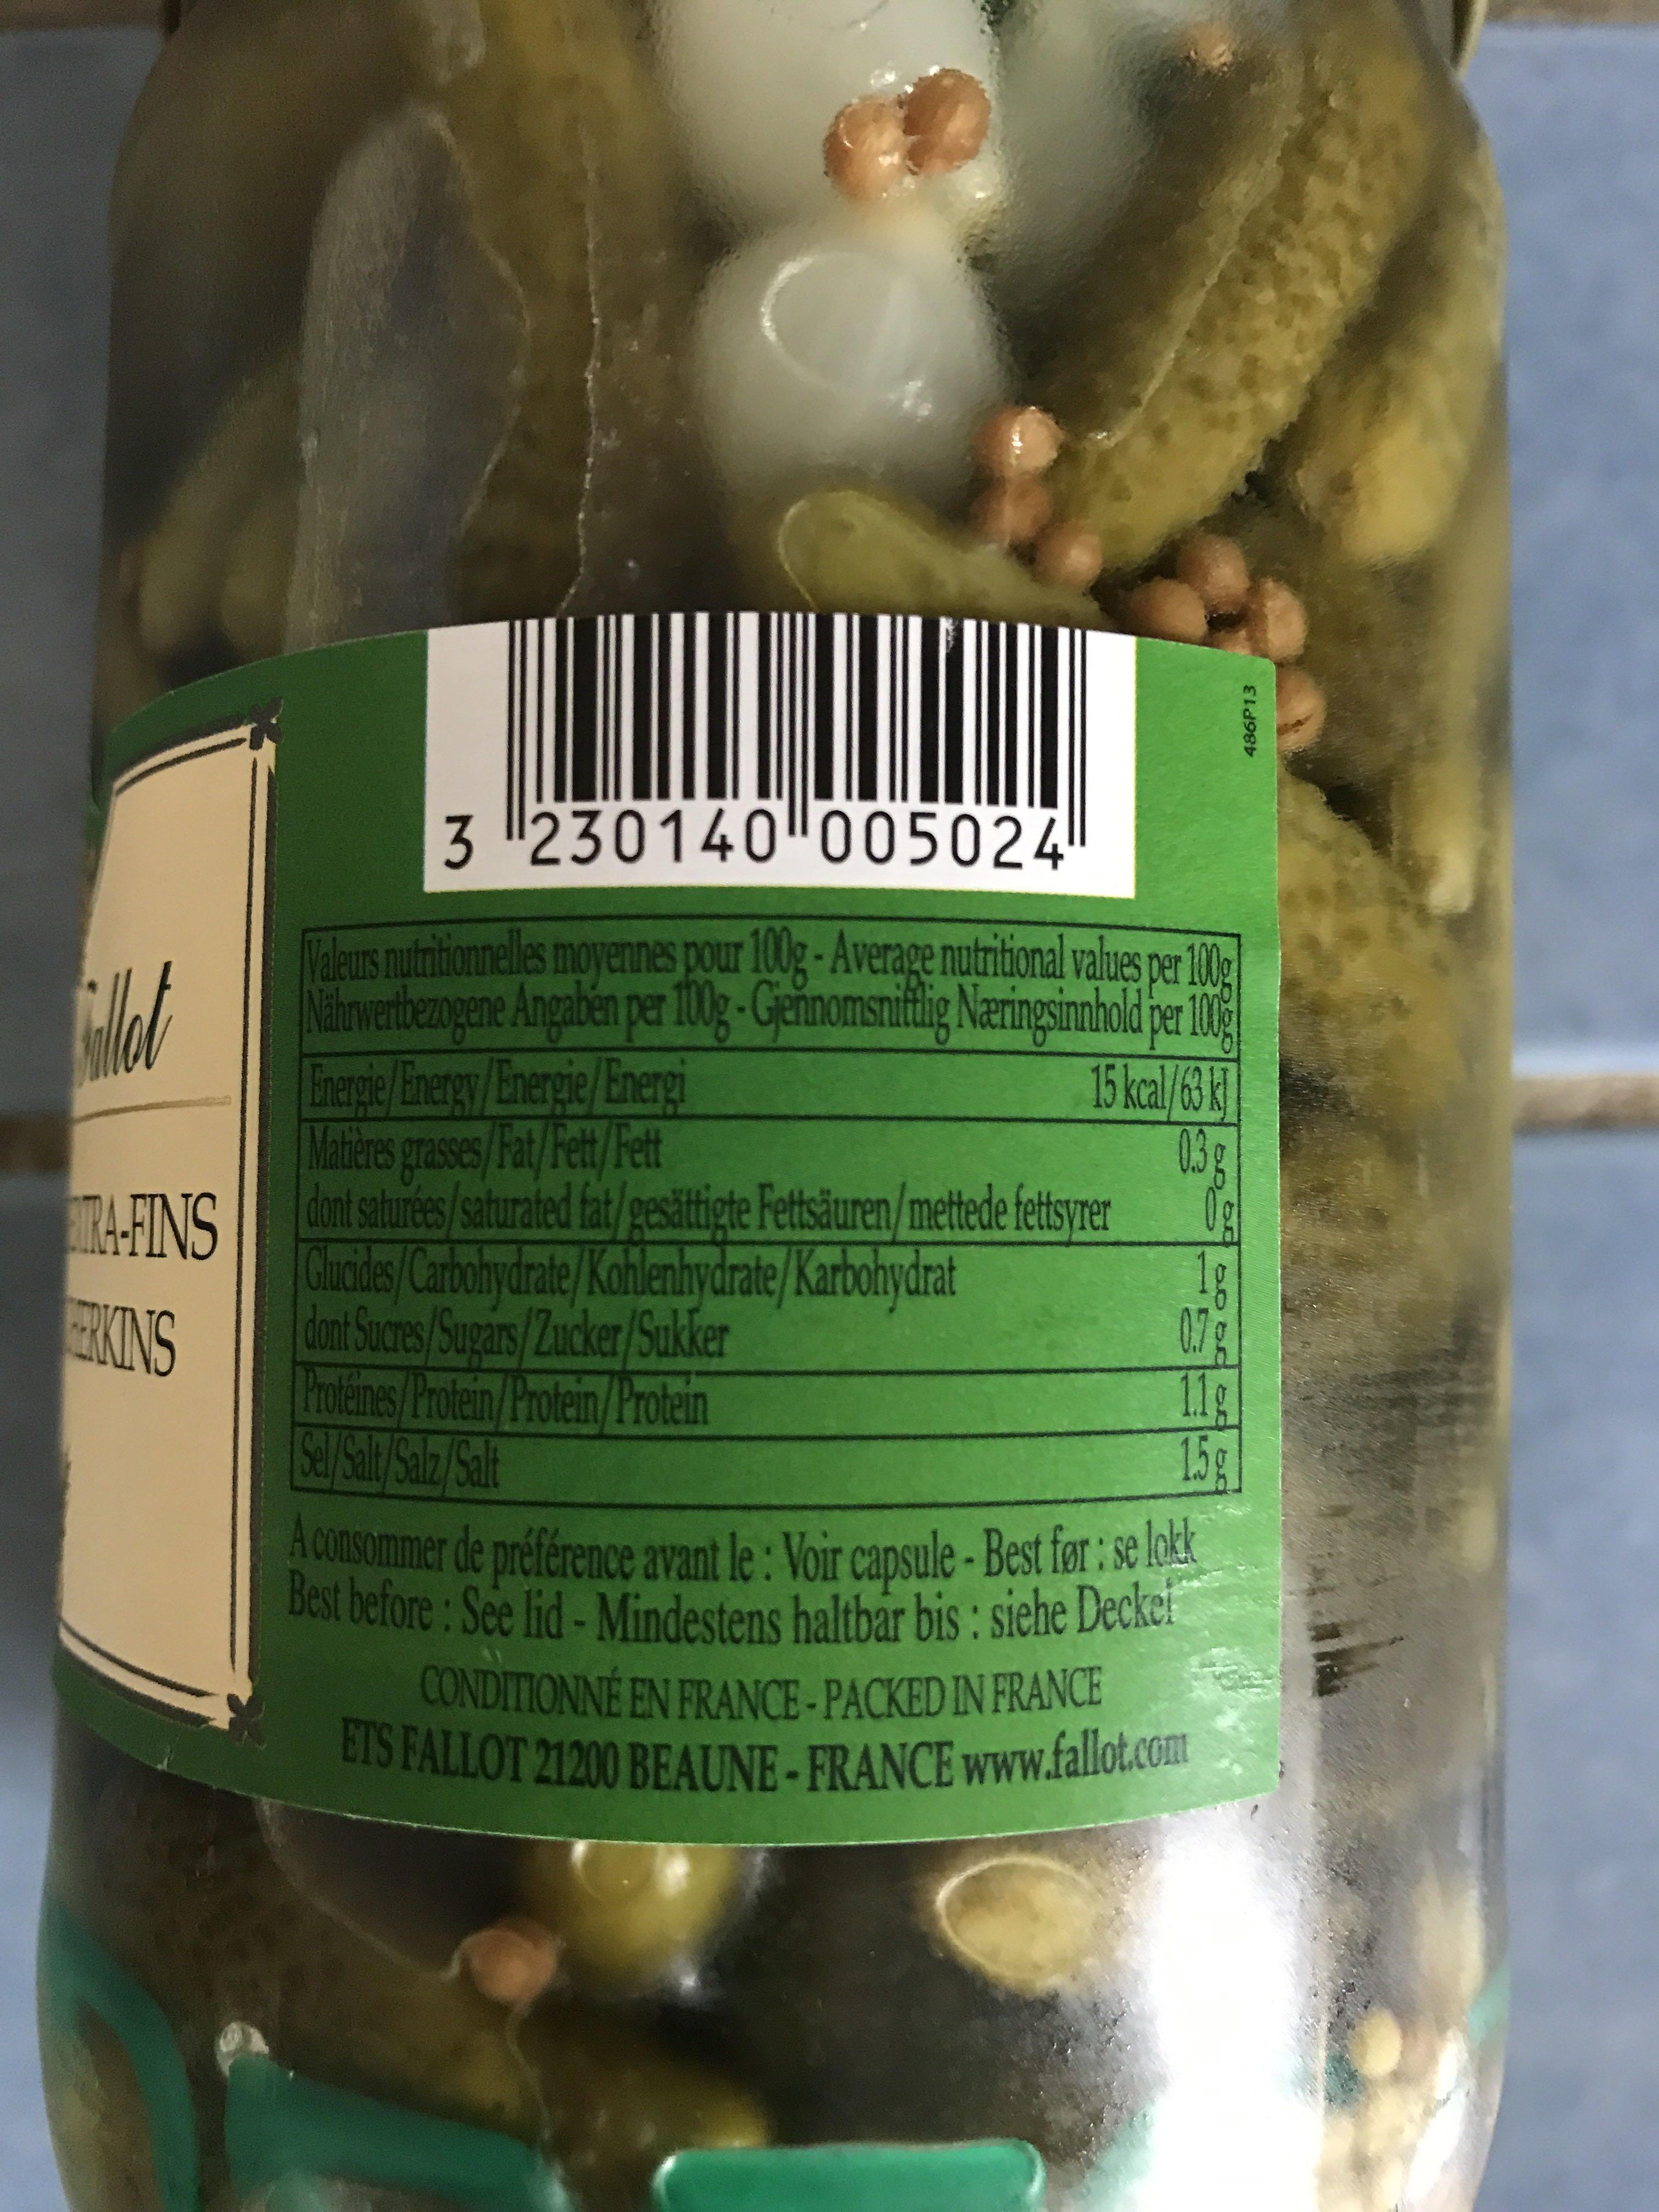 3 230140 005024
486P13
Fallot
EXTRA-FINS
GHERKINS
Valeurs nutritionnelles moyennes pour 100g - Average nutritional values per 100g
Nährwertbezogene Angaben per 100g - Gjennomsnittlig Næringsinnhold per 100g
Energie/Energy/Energie/Energi 15 kcal/63 kJ
Matières grasses/Fat/Fett/Fett 0.3 g
dont saturées/saturated fat/gesättigte Fettsäuren/mettede fettsyrer 0 g
Glucides/Carbohydrate/Kohlenhydrate/Karbohydrat 1 g
dont Sucres/Sugars/Zucker/Sukker 0.7 g
Protéines/Protein/Protein/Protein 1.1 g
Sel/Salt/Salz/Salt 1.5 g
A consommer de préférence avant le : Voir capsule - Best før : se lokk
Best before : See lid - Mindestens haltbar bis : siehe Deckel
CONDITIONNÉ EN FRANCE - PACKED IN FRANCE
ETS FALLOT 21200 BEAUNE - FRANCE www.fallot.com